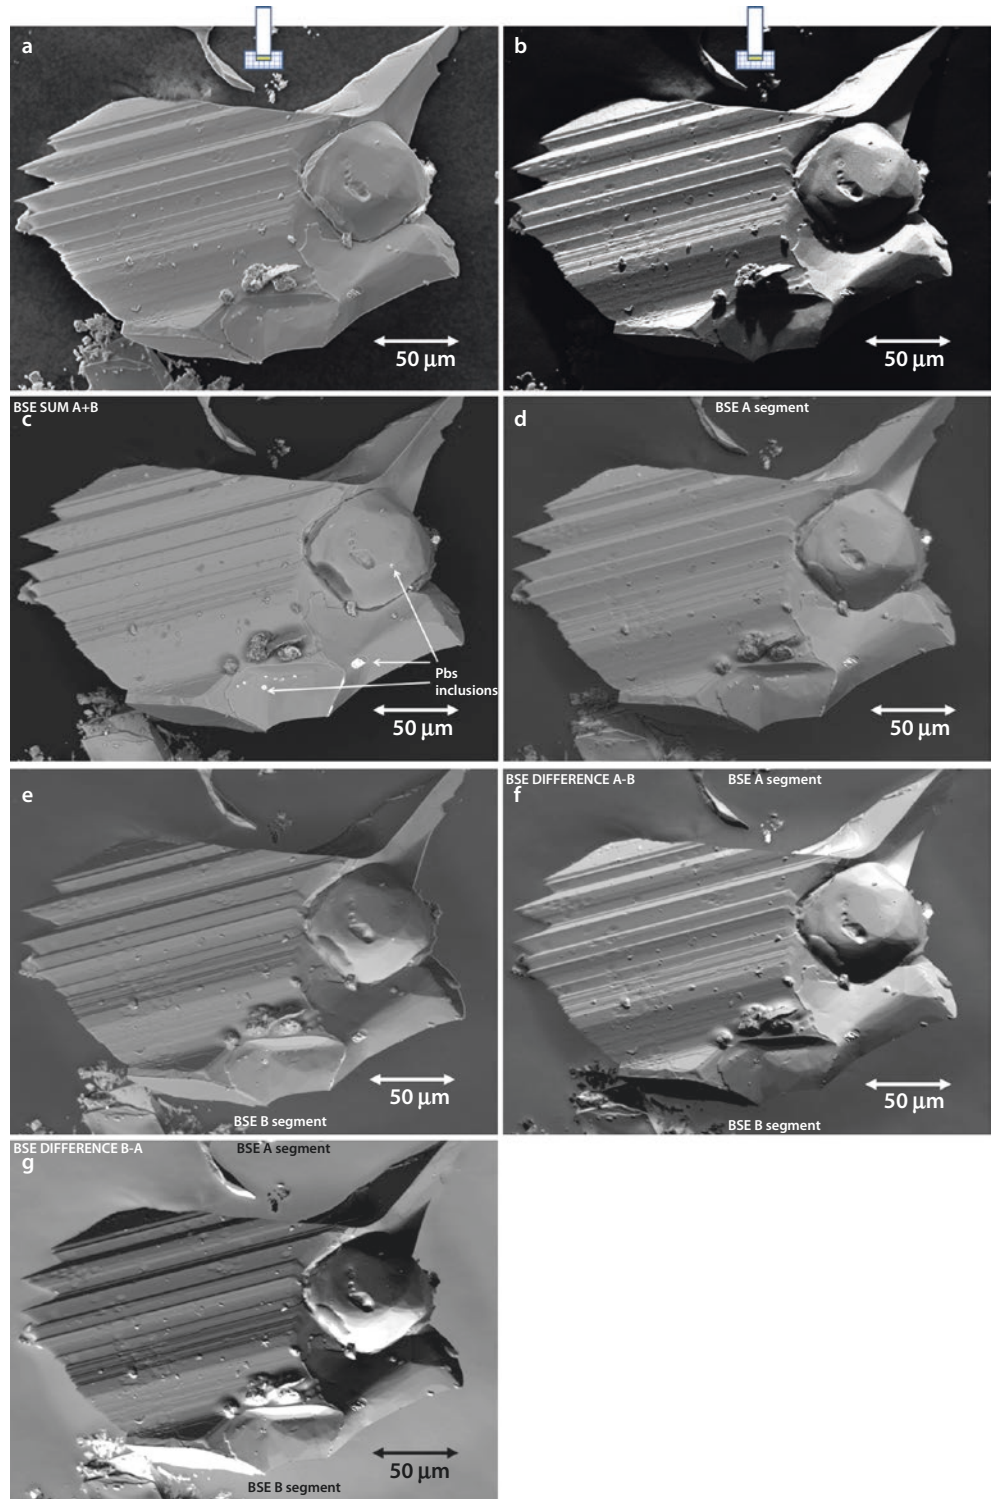 a
b
50 µm
50 µm
BSE SUM A+B
c
BSE A segment
d
Pbs
inclusions
50 µm
50 µm
e
BSE DIFFERENCE A-B
BSE A segment
f
50 µm
50 µm
BSE B segment
BSE B segment
BSE DIFFERENCE B-A
BSE A segment
g
50 µm
BSE B segment